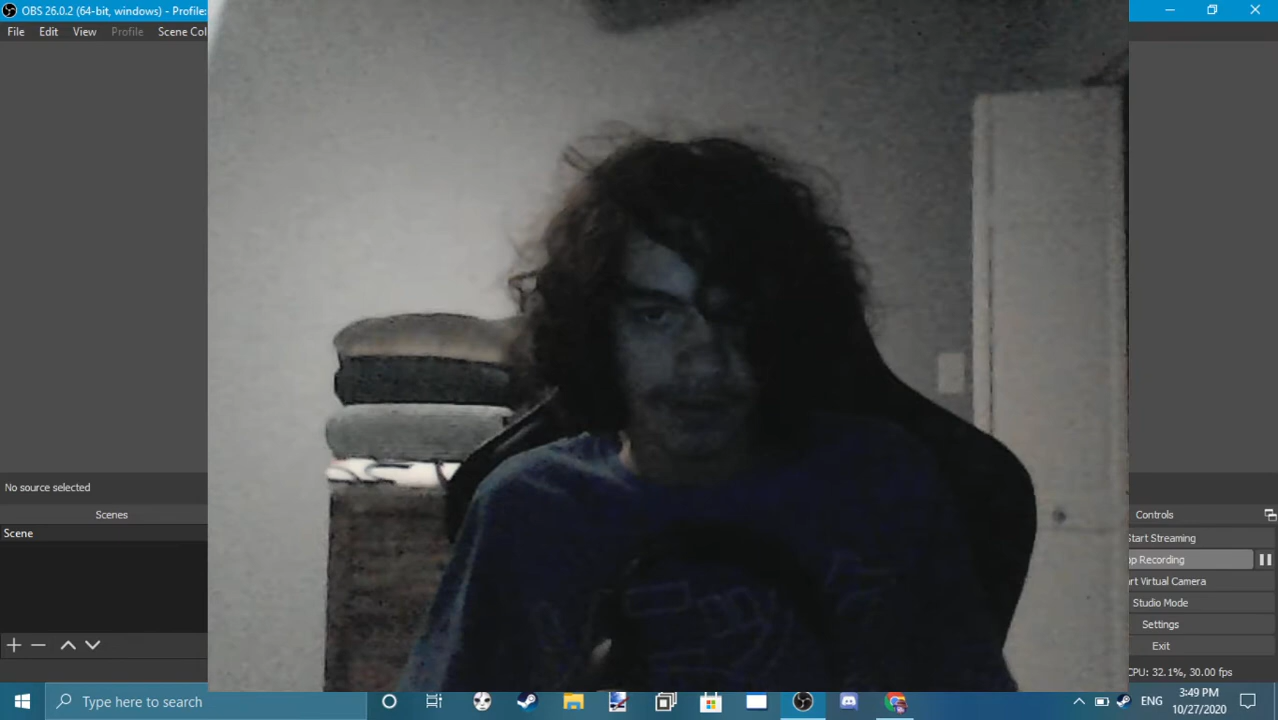 OBS 26.0.2 (64-bit, windows) - Profile:
File Edit View Profile Scene Col
No source selected
Scenes
Scene
Controls
Start Streaming
op Recording
rt Virtual Camera
Studio Mode
Settings
Exit
CPU: 32.1%, 30.00 fps
Type here to search
ENG
3:49 PM
10/27/2020